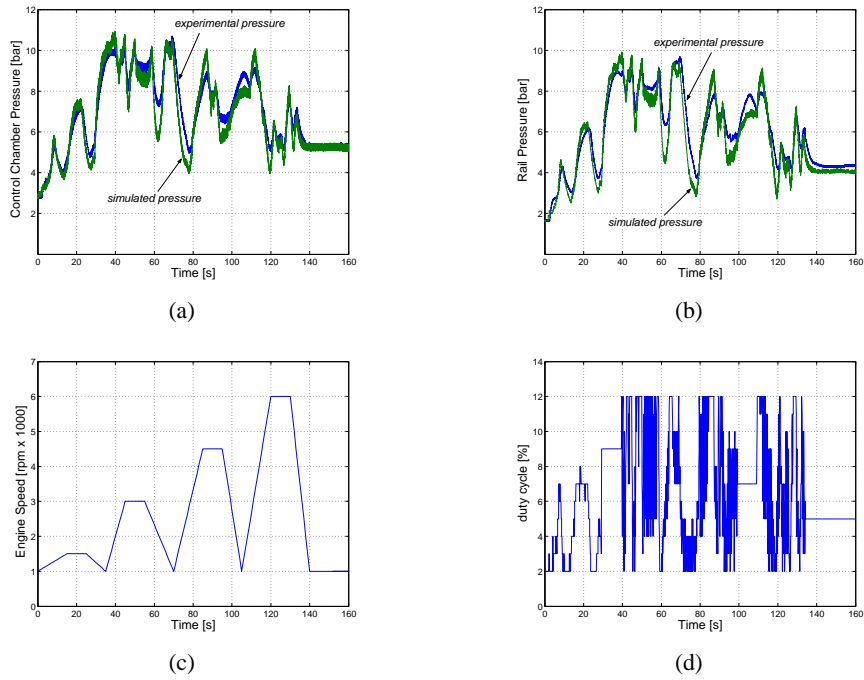 12
10
8
6
4
2
0 20 40 60 80 100 120 140 160
Control Chamber Pressure [bar]
Time [s]
experimental pressure
simulated pressure
(a)
12
10
8
6
4
2
0 20 40 60 80 100 120 140 160
Rail Pressure [bar]
Time [s]
experimental pressure
simulated pressure
(b)
7
6
5
4
3
2
1
0
0 20 40 60 80 100 120 140 160
Engine Speed [rpm x 1000]
Time [s]
(c)
14
12
10
8
6
4
2
0
0 20 40 60 80 100 120 140 160
duty cycle [%]
Time [s]
(d)